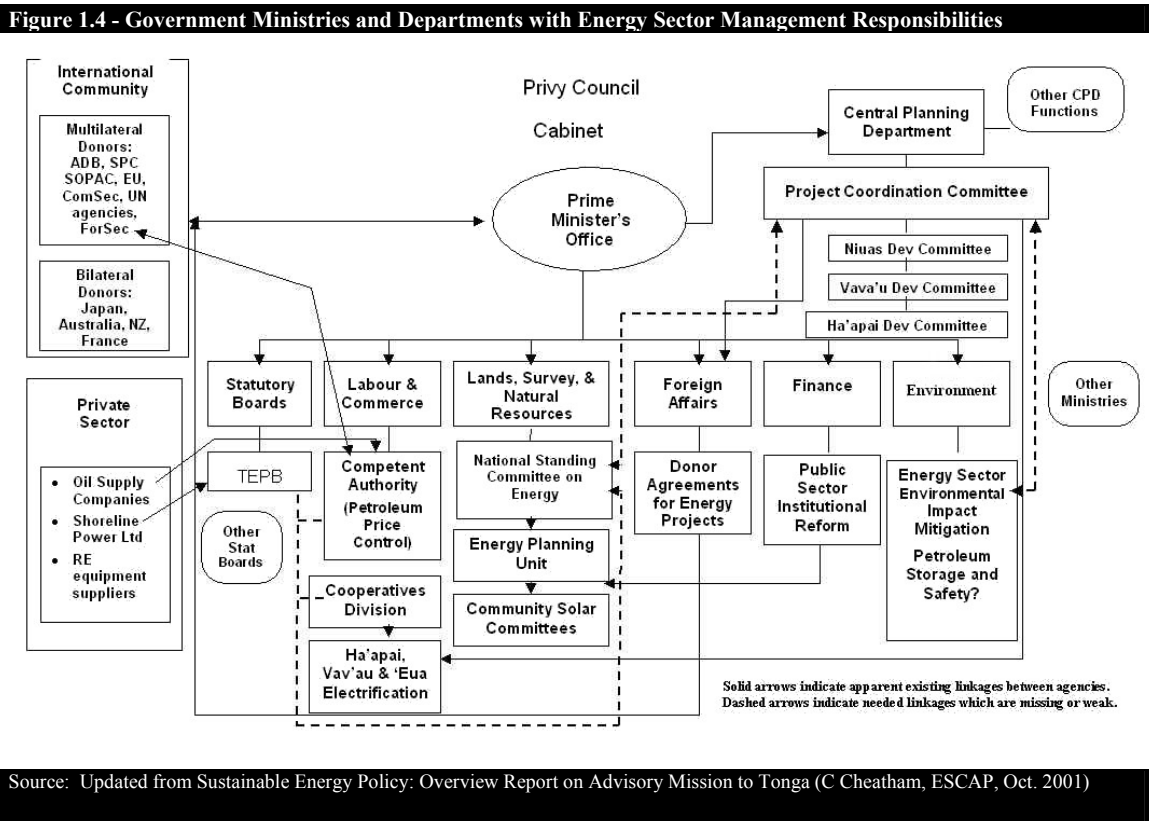 Figure 1.4 - Government Ministries and Departments with Energy Sector Management Responsibilities
International
Community
Multilateral
Donors:
ADB, SPC
SOPAC, EU,
ComSec, UN
agencies,
ForSec
Bilateral
Donors:
Japan,
Australia, NZ,
France
Privy Council
Cabinet
Prime
Minister's
Office
Central Planning
Department
Other CPD
Functions
Project Coordination Committee
Niuas Dev Committee
Vava'u Dev Committee
Ha'apai Dev Committee
Private
Sector
• Oil Supply
Companies
• Shoreline
Power Ltd
• RE
equipment
suppliers
Statutory
Boards
Labour &
Commerce
Lands, Survey, &
Natural
Resources
Foreign
Affairs
Finance
Environment
Other
Ministries
TEPB
Other
Stat
Boards
Competent
Authority
(Petroleum
Price
Control)
National Standing
Committee on
Energy
Donor
Agreements
for Energy
Projects
Public
Sector
Institutional
Reform
Energy Sector
Environmental
Impact
Mitigation
Petroleum
Storage and
Safety?
Energy Planning
Unit
Cooperatives
Division
Community Solar
Committees
Ha'apai,
Vav'au & 'Eua
Electrification
Solid arrows indicate apparent existing linkages between agencies.
Dashed arrows indicate needed linkages which are missing or weak.
Source: Updated from Sustainable Energy Policy: Overview Report on Advisory Mission to Tonga (C Cheatham, ESCAP, Oct. 2001)